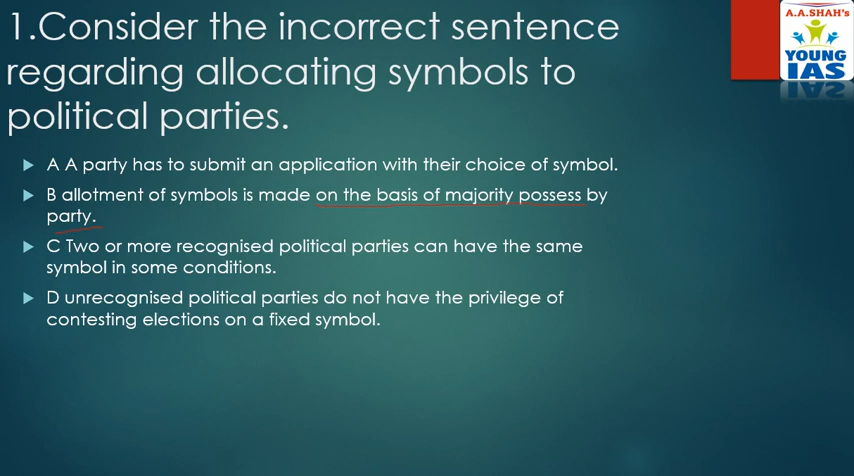 1.Consider the incorrect sentence
regarding allocating symbols to
political parties.
A.A.SHAH's
YOUNG
IAS
A A party has to submit an application with their choice of symbol.
B allotment of symbols is made on the basis of majority possess by
party.
C Two or more recognised political parties can have the same
symbol in some conditions.
D unrecognised political parties do not have the privilege of
contesting elections on a fixed symbol.